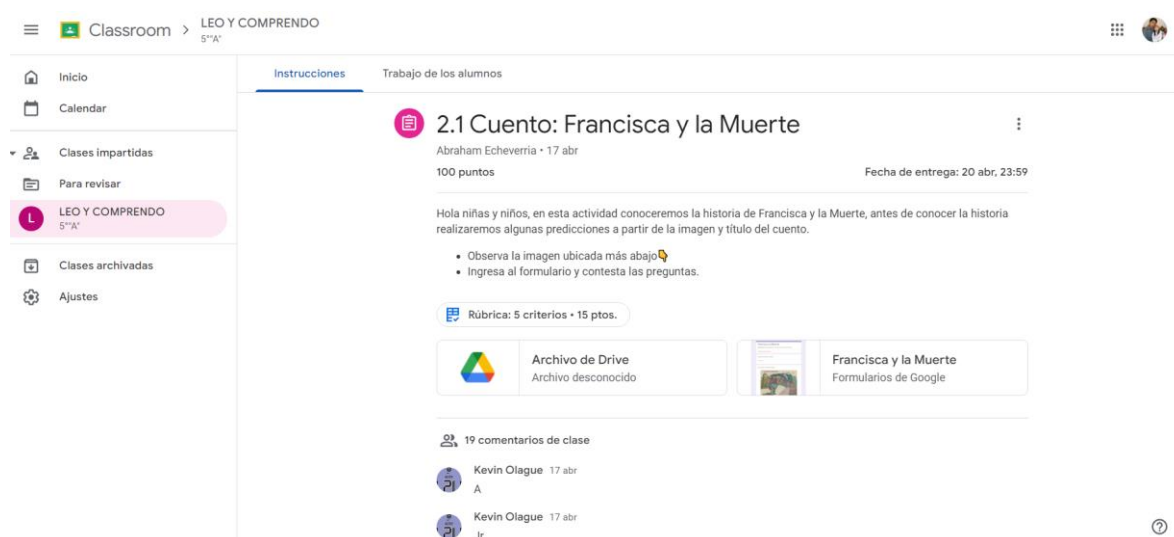 Classroom > LEO Y COMPRENDO
5°"A"
Inicio
Calendar
Clases impartidas
Para revisar
L LEO Y COMPRENDO
5°"A"
Clases archivadas
Ajustes
Instrucciones Trabajo de los alumnos
2.1 Cuento: Francisca y la Muerte
Abraham Echeverria • 17 abr
100 puntos Fecha de entrega: 20 abr, 23:59
Hola niñas y niños, en esta actividad conoceremos la historia de Francisca y la Muerte, antes de conocer la historia
realizaremos algunas predicciones a partir de la imagen y título del cuento.
• Observa la imagen ubicada más abajo👇
• Ingresa al formulario y contesta las preguntas.
Rúbrica: 5 criterios • 15 ptos.
Archivo de Drive
Archivo desconocido
Francisca y la Muerte
Formularios de Google
19 comentarios de clase
Kevin Olague 17 abr
A
Kevin Olague 17 abr